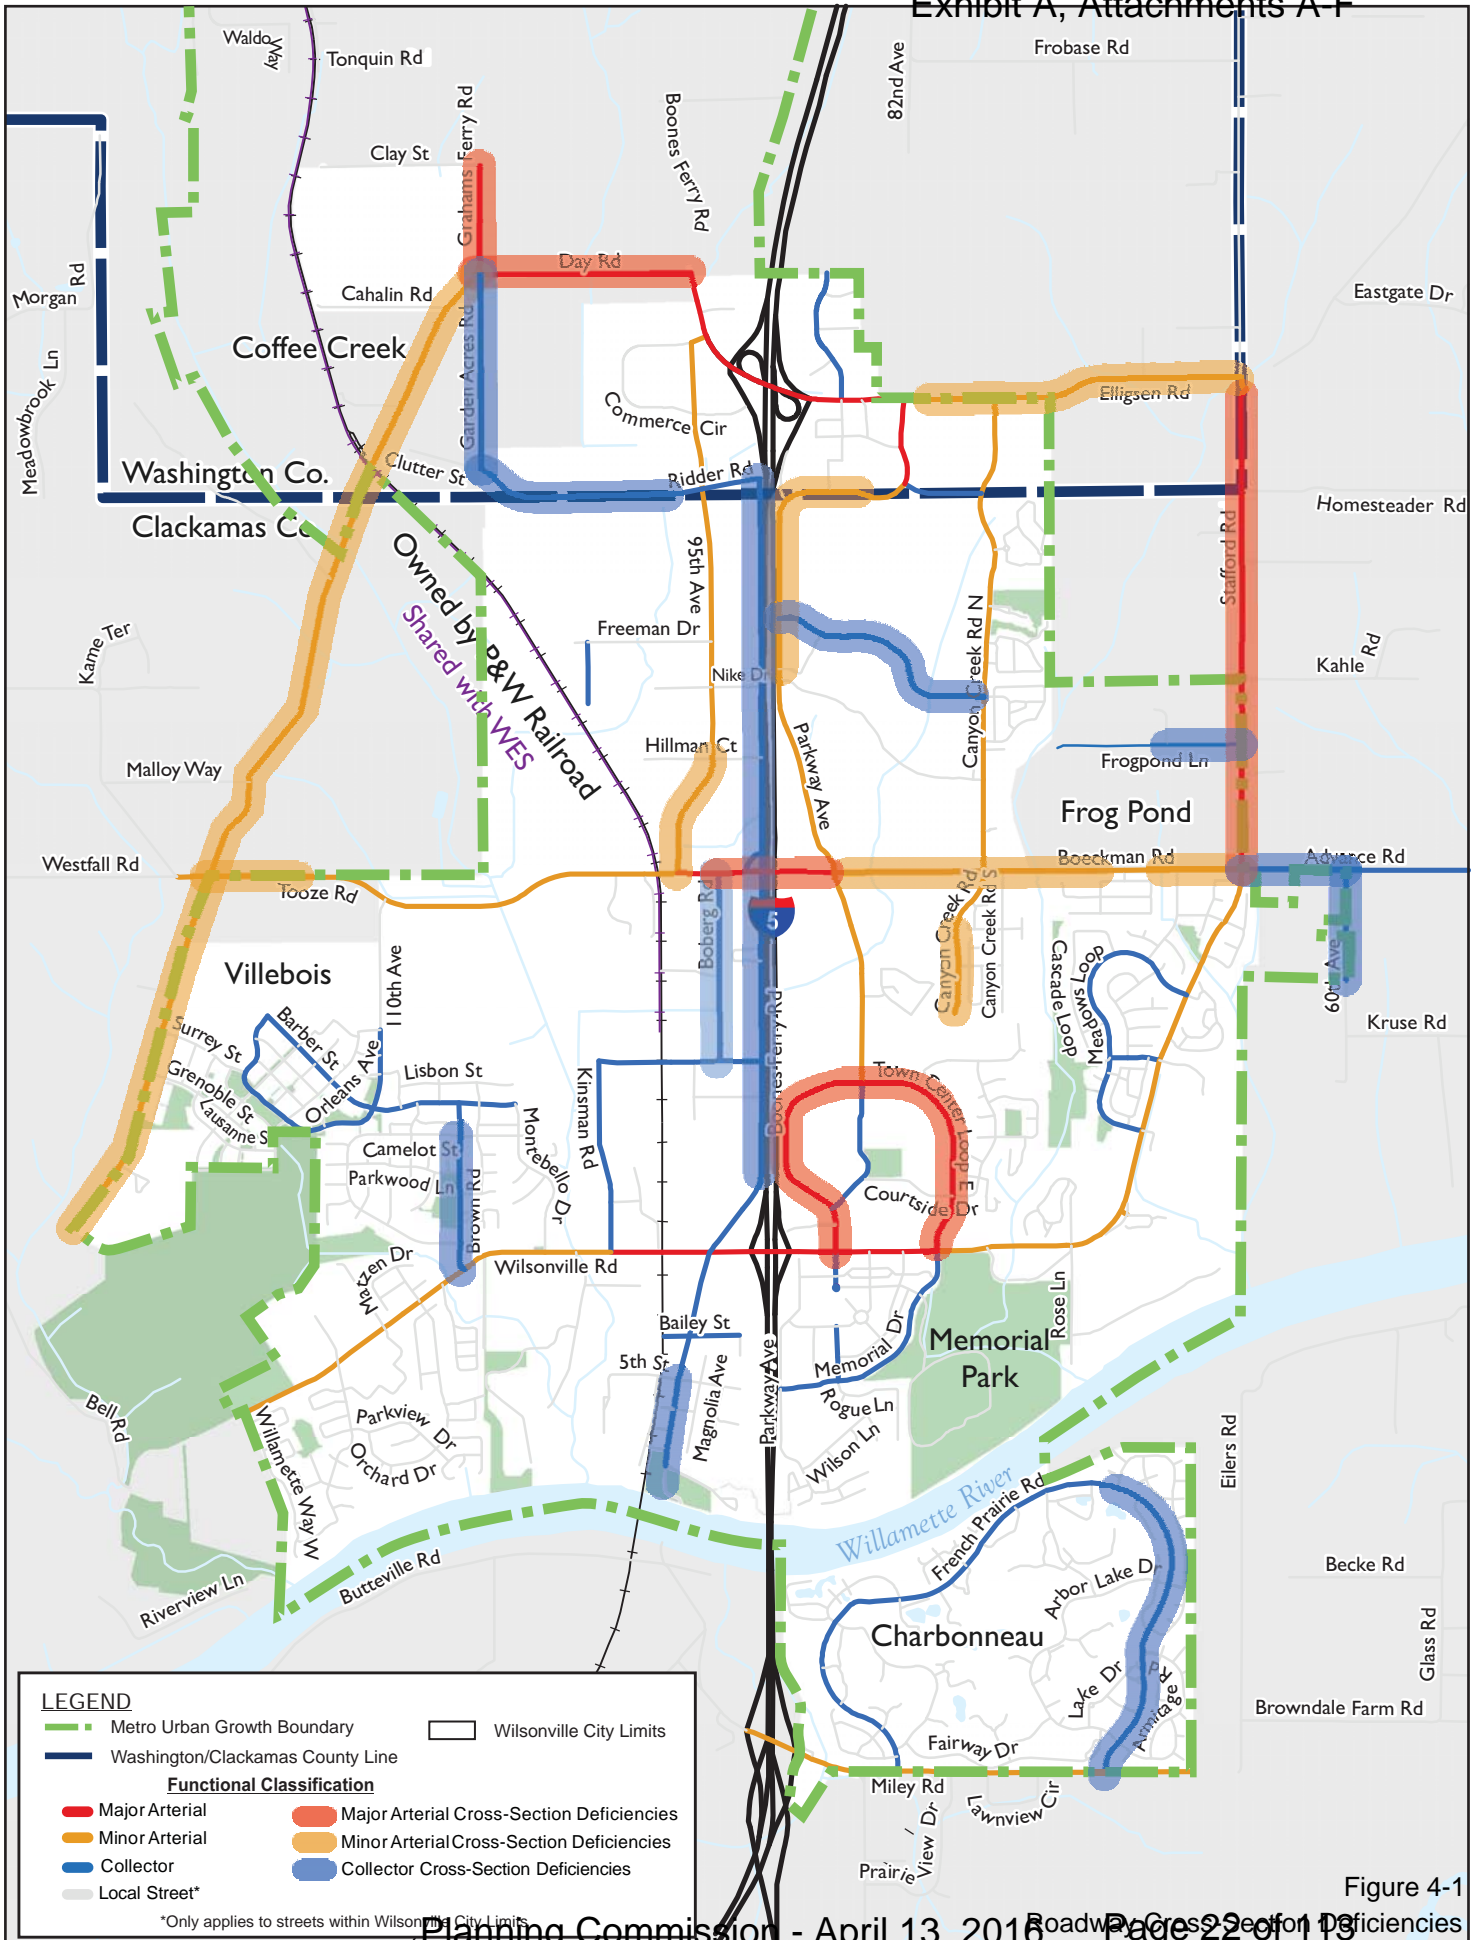 Exhibit A, Attachments A-F
Waldo Way
Tonquin Rd
Frobase Rd
82nd Ave
Boones Ferry Rd
Grahams Ferry Rd
Clay St
Day Rd
Morgan Rd
Cahalin Rd
Eastgate Dr
Coffee Creek
Meadowbrook Ln
Garden Acres Rd
Commerce Cir
Elligsen Rd
Washington Co.
Clutter St
Ridder Rd
Clackamas Co
Homesteader Rd
Stafford Rd
Owned by P&W Railroad
Shared with WES
95th Ave
Freeman Dr
Canyon Creek Rd N
Kame Ter
Nike Dr
Kahle Rd
Hillman Ct
Parkway Ave
Malloy Way
Frogpond Ln
Frog Pond
Westfall Rd
Boeckman Rd
Advance Rd
Tooze Rd
Boberg Rd
5
Canyon Creek Rd
Canyon Creek Rd S
Villebois
110th Ave
Cascade Loop
Meadows Loop
60th Ave
Kruse Rd
Surrey St
Barber St
Orleans Ave
Grenoble St
Lausanne S
Lisbon St
Kinsman Rd
Boones Ferry Rd
Town Center Loop E
Camelot St
Parkwood Ln
Brown Rd
Montebello Dr
Courtside Dr
Matzen Dr
Wilsonville Rd
Rose Ln
Bailey St
5th St
Magnolia Ave
Parkway Ave
Memorial Dr
Memorial
Park
Rogue Ln
Wilson Ln
Bell Rd
Willamette Way W
Parkview Dr
Orchard Dr
Eilers Rd
Willamette River
French Prairie Rd
Butteville Rd
Riverview Ln
Arbor Lake Dr
Becke Rd
Charbonneau
Glass Rd
Lake Dr
Armitage Rd
Browndale Farm Rd
Fairway Dr
Miley Rd
Lawnview Cir
Prairie View Dr
LEGEND
Metro Urban Growth Boundary
Wilsonville City Limits
Washington/Clackamas County Line
Functional Classification
Major Arterial
Major Arterial Cross-Section Deficiencies
Minor Arterial
Minor Arterial Cross-Section Deficiencies
Collector
Collector Cross-Section Deficiencies
Local Street*
*Only applies to streets within Wilsonville City Limits
Figure 4-1
Roadway Cross-Section Deficiencies
Planning Commission - April 13, 2016
Page 22 of 113